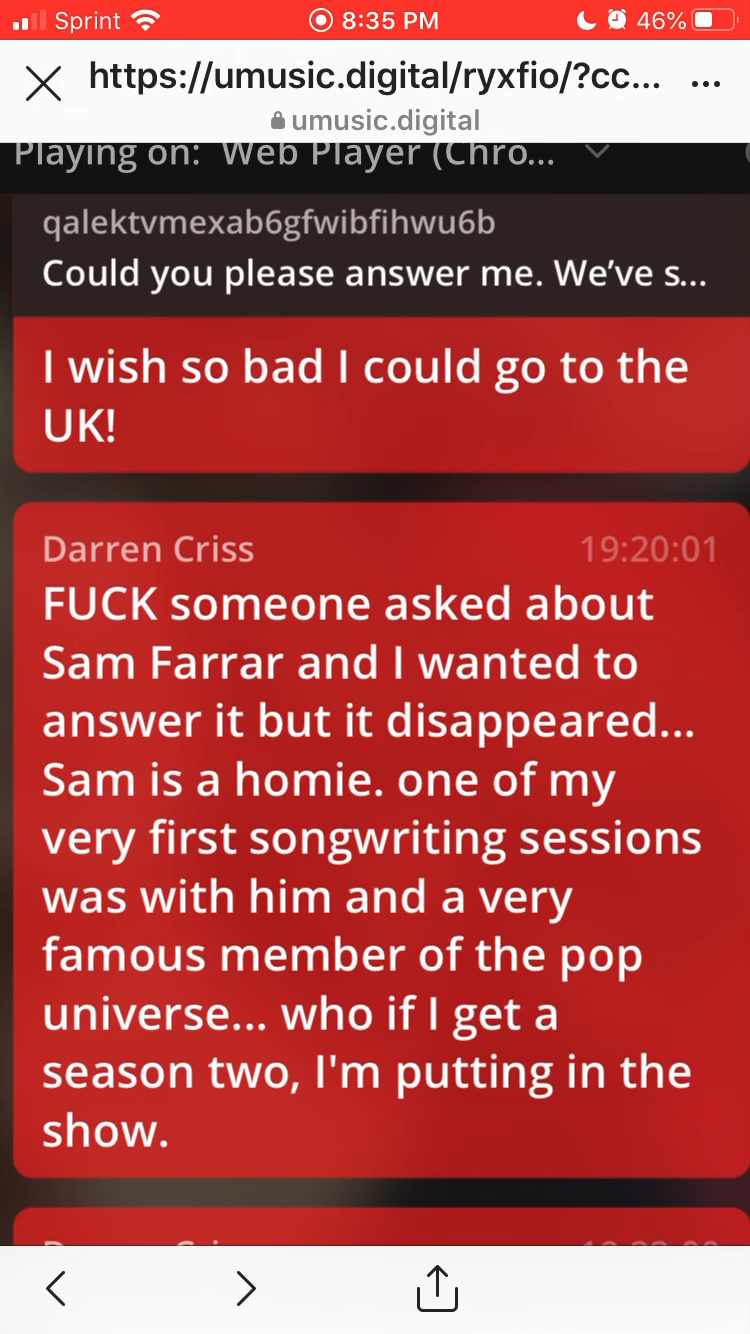 Sprint 8:35 PM 46%
https://umusic.digital/ryxfio/?cc... ...
umusic.digital
Playing on: Web Player (Chro...
qalektvmexab6gfwibfihwu6b
Could you please answer me. We’ve s...
I wish so bad I could go to the
UK!
Darren Criss 19:20:01
FUCK someone asked about
Sam Farrar and I wanted to
answer it but it disappeared...
Sam is a homie. one of my
very first songwriting sessions
was with him and a very
famous member of the pop
universe... who if I get a
season two, I'm putting in the
show.